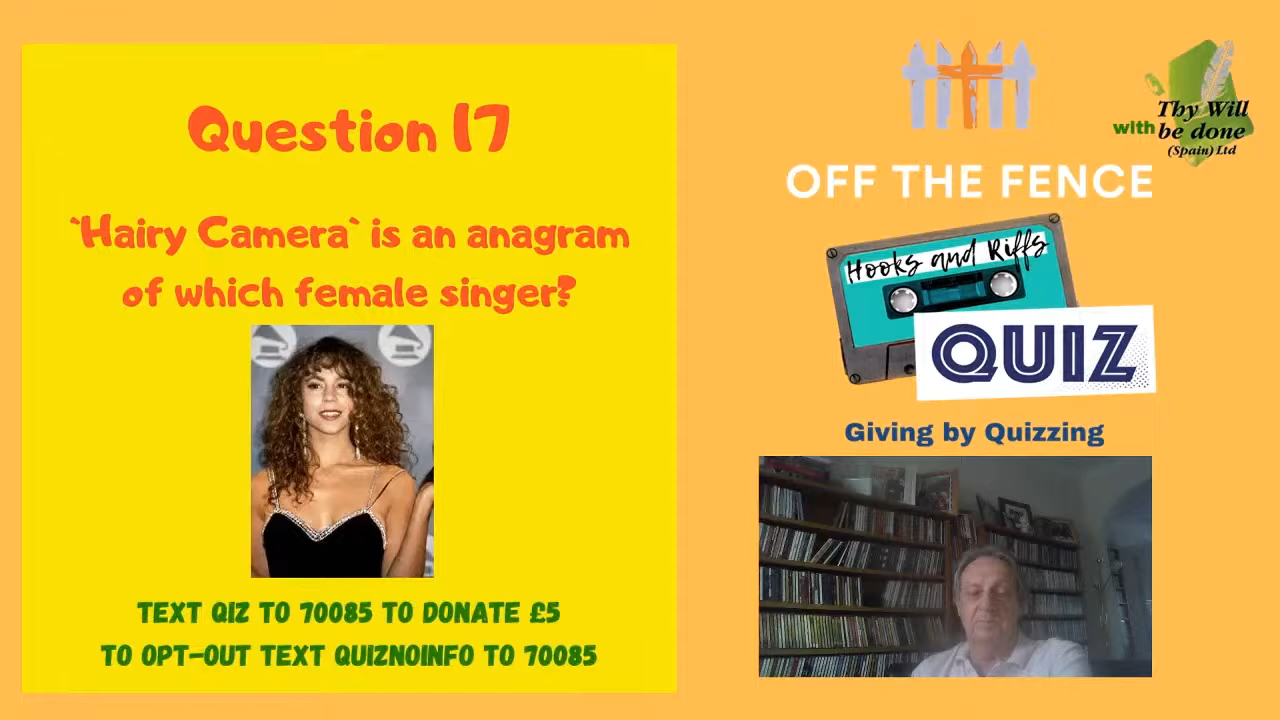 Question 17
`Hairy Camera` is an anagram
of which female singer?
TEXT QIZ TO 70085 TO DONATE £5
TO OPT-OUT TEXT QUIZNOINFO TO 70085
with
Thy Will
be done
(Spain) Ltd
OFF THE FENCE
Hooks and Riffs
QUIZ
Giving by Quizzing